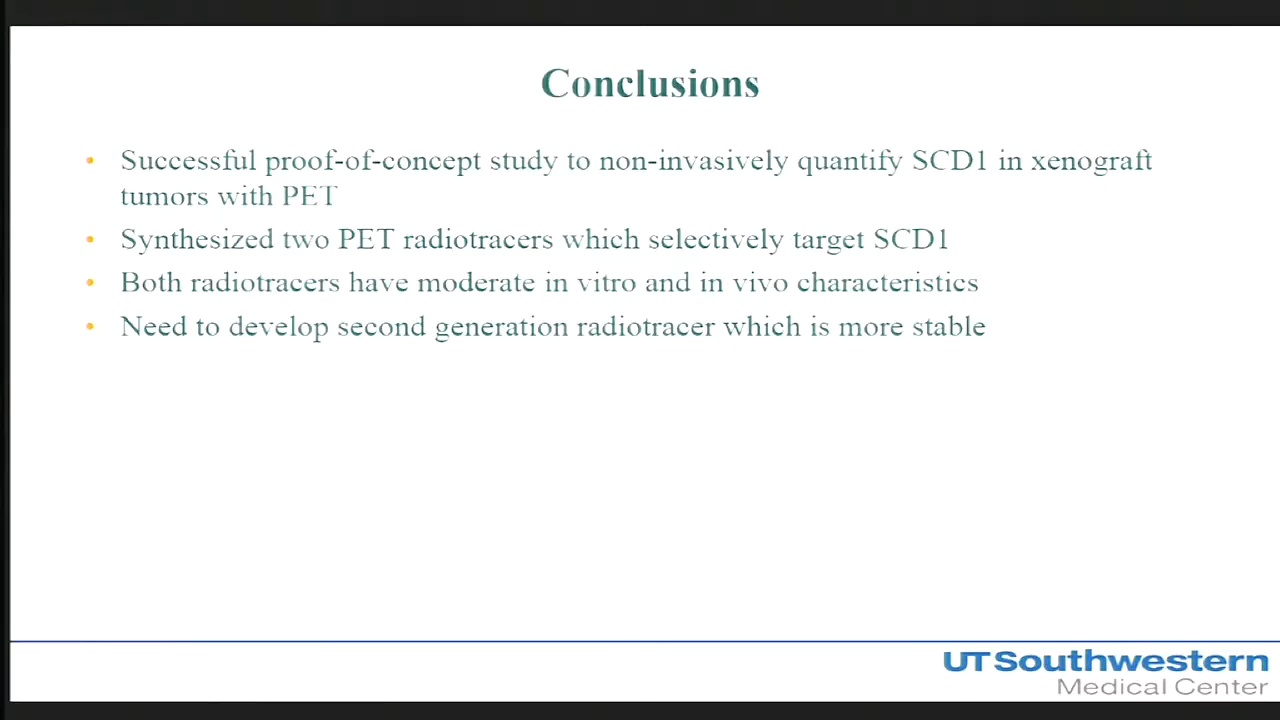 Conclusions
• Successful proof-of-concept study to non-invasively quantify SCD1 in xenograft
tumors with PET
• Synthesized two PET radiotracers which selectively target SCD1
• Both radiotracers have moderate in vitro and in vivo characteristics
• Need to develop second generation radiotracer which is more stable
UT Southwestern
Medical Center